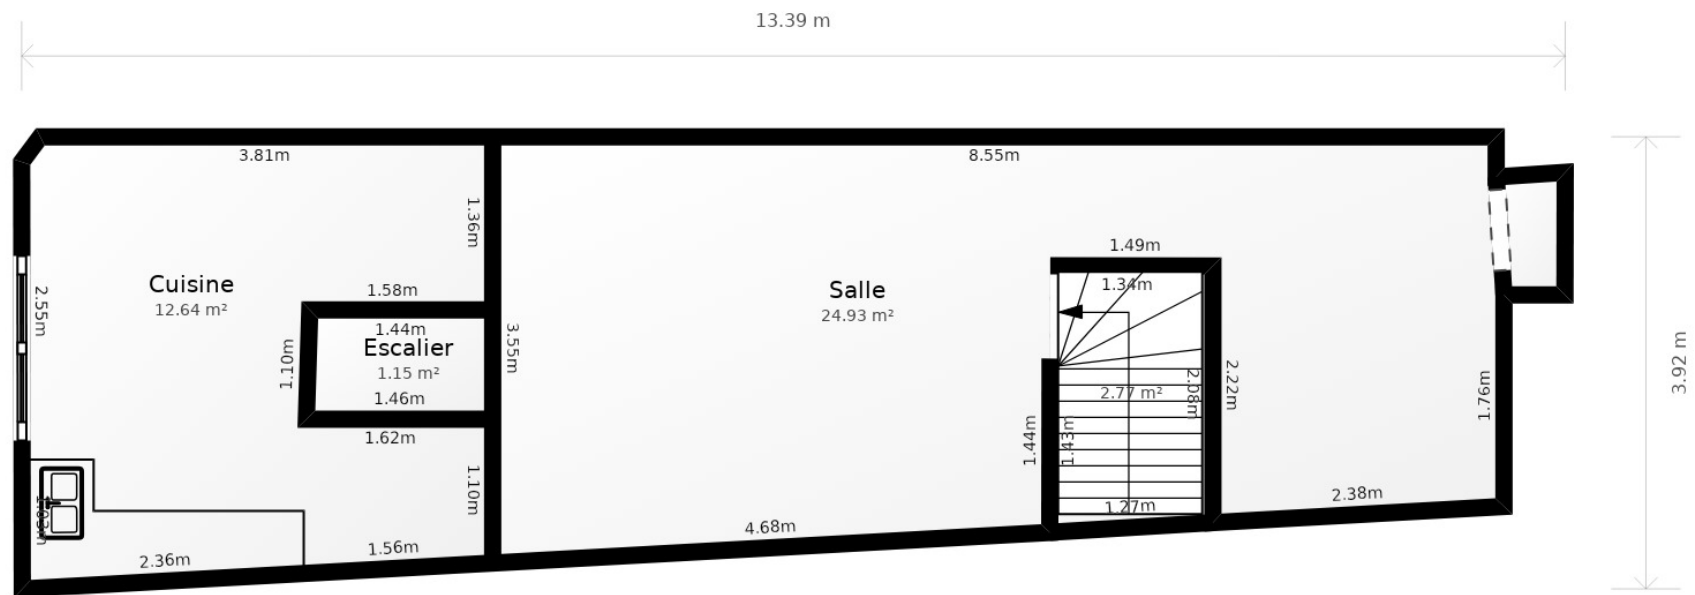 13.39 m
3.81m
8.55m
1.36m
1.49m
Cuisine
12.64 m²
2.55m
1.58m
1.34m
Salle
24.93 m²
3.92 m
1.44m
Escalier
1.15 m²
1.46m
1.10m
3.55m
2.77 m²
2.08m
2.22m
1.76m
1.62m
1.44m
1.43m
1.10m
2.36m
1.56m
4.68m
1.27m
2.38m